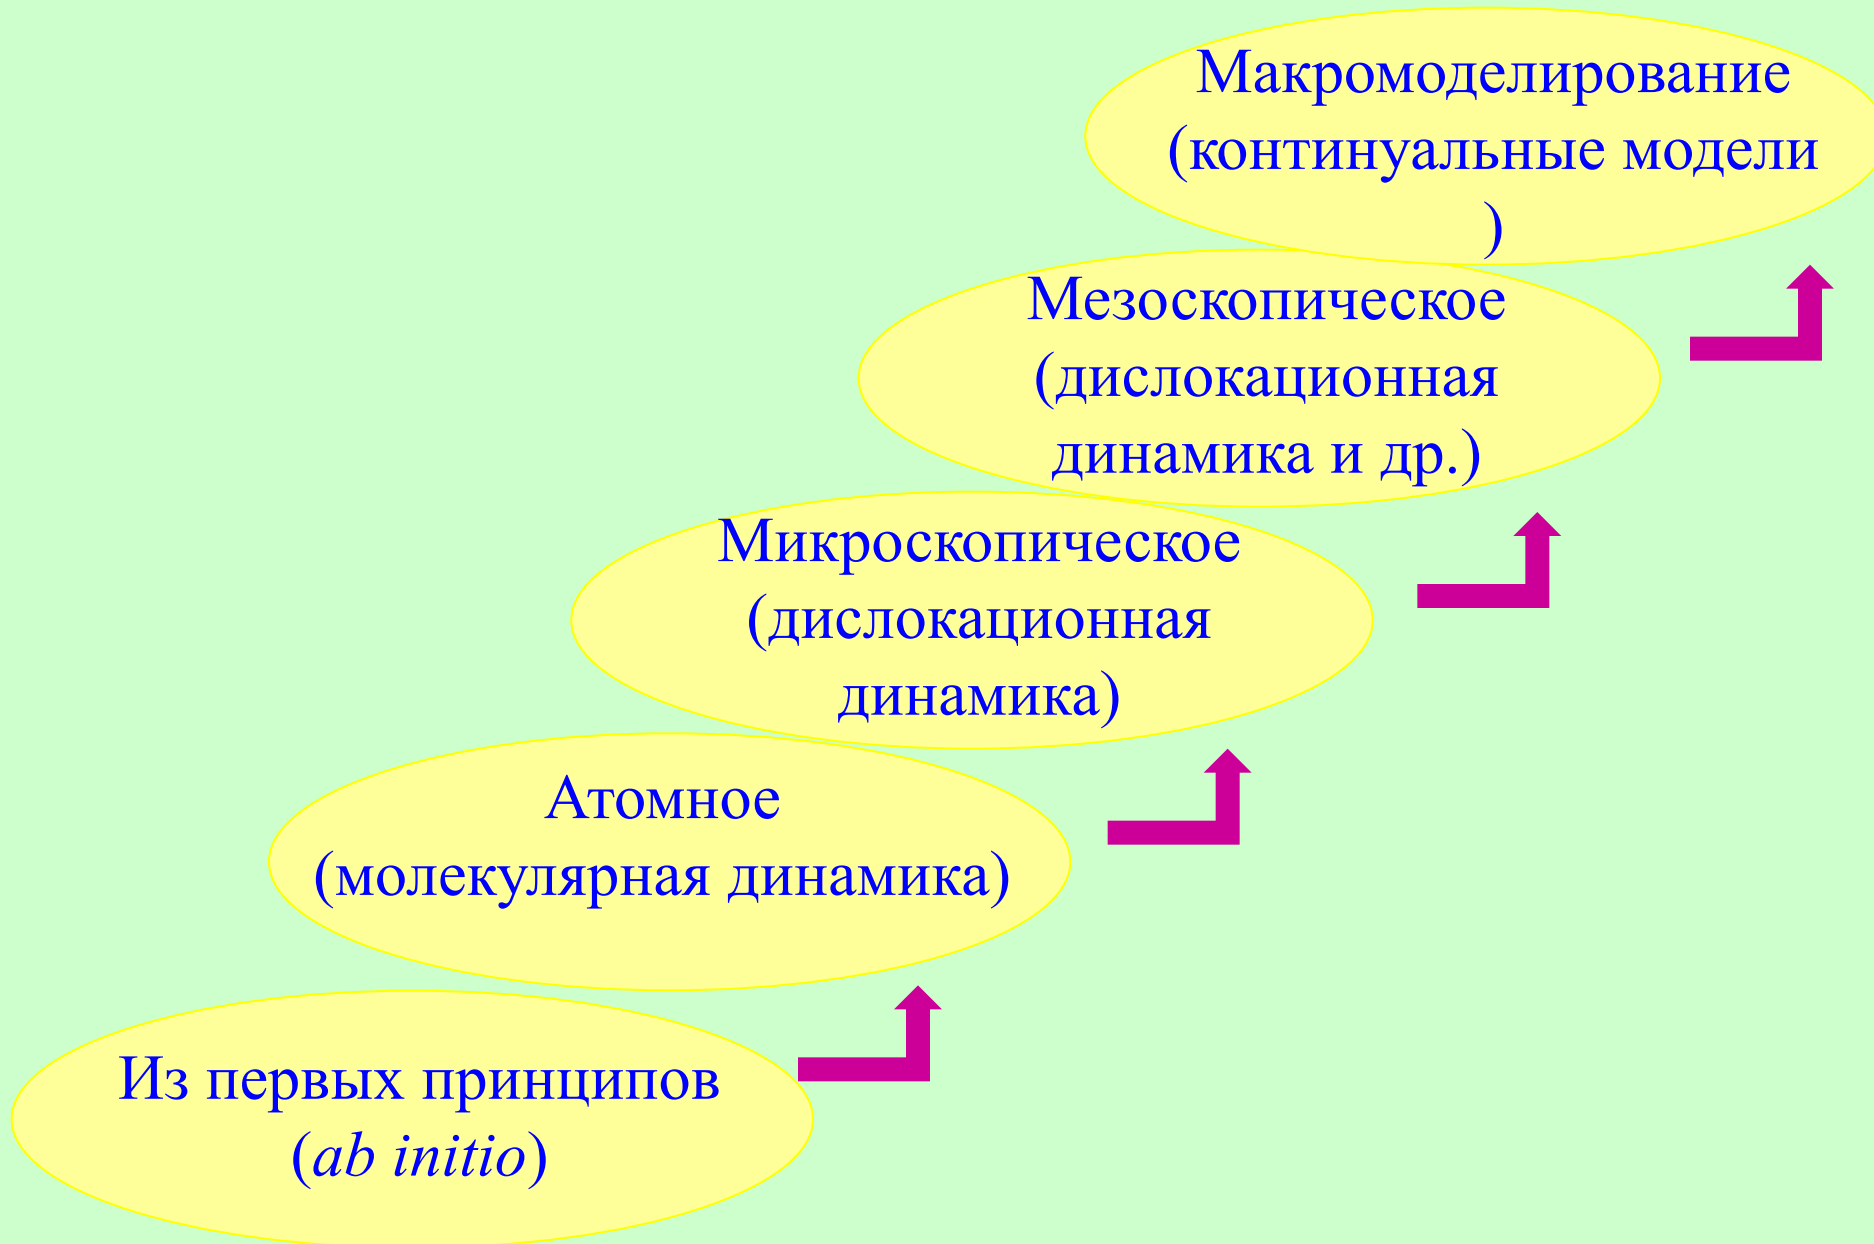 Макромоделирование
(континуальные модели
)
Мезоскопическое
(дислокационная
динамика и др.)
Микроскопическое
(дислокационная
динамика)
Атомное
(молекулярная динамика)
Из первых принципов
(ab initio)